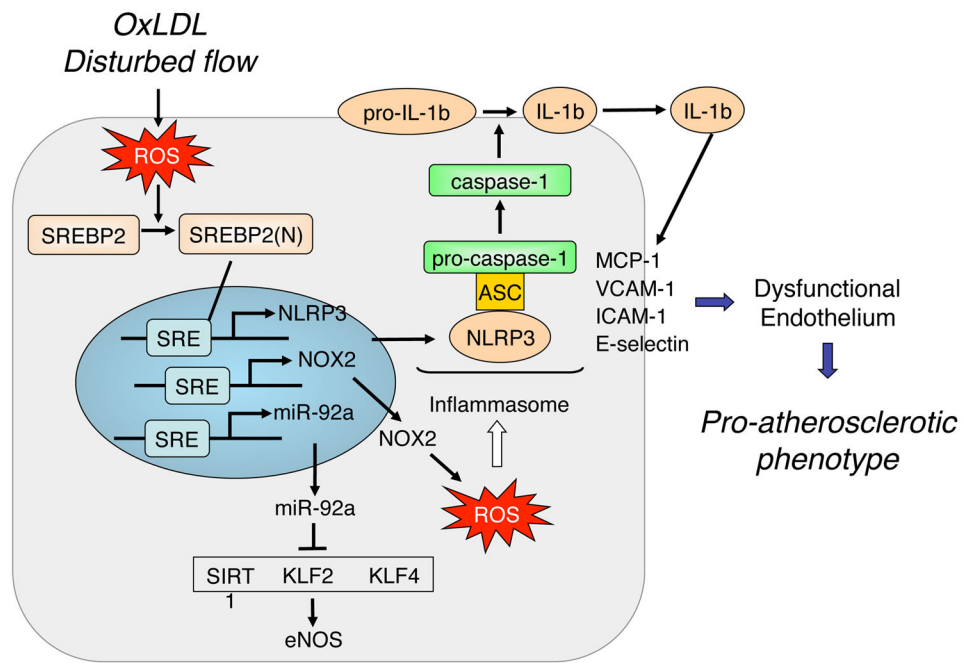 OxLDL
Disturbed flow
ROS
SREBP2
SREBP2(N)
pro-IL-1b
IL-1b
IL-1b
caspase-1
pro-caspase-1
ASC
NLRP3
Inflammasome
SRE
NLRP3
SRE
NOX2
SRE
miR-92a
NOX2
ROS
miR-92a
SIRT
1
KLF2
KLF4
eNOS
MCP-1
VCAM-1
ICAM-1
E-selectin
Dysfunctional
Endothelium
Pro-atherosclerotic
phenotype